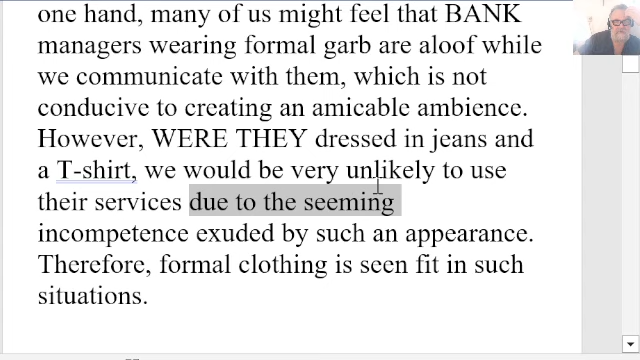 one hand, many of us might feel that BANK
managers wearing formal garb are aloof while
we communicate with them, which is not
conducive to creating an amicable ambience.
However, WERE THEY dressed in jeans and
a T-shirt, we would be very unlikely to use
their services due to the seeming
incompetence exuded by such an appearance.
Therefore, formal clothing is seen fit in such
situations.